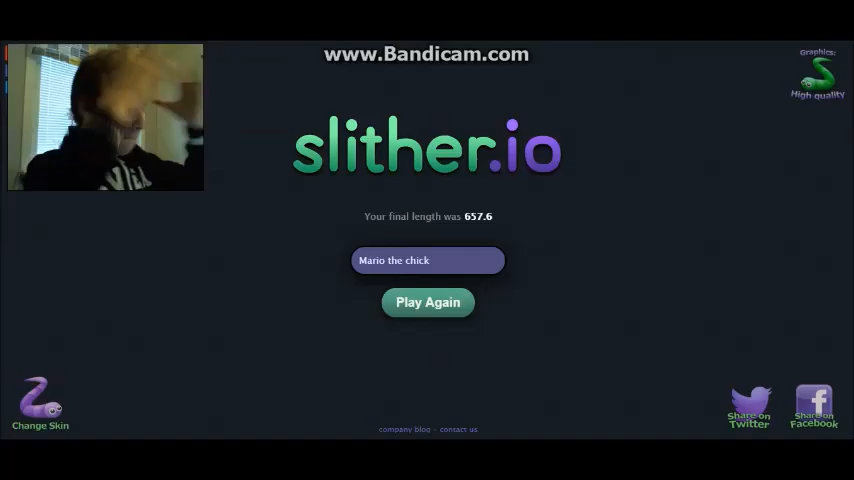 www.Bandicam.com
Graphics:
High quality
slither.io
Your final length was 657.6
Mario the chick
Play Again
Change Skin
Share on
Twitter
Share on
Facebook
company blog - contact us